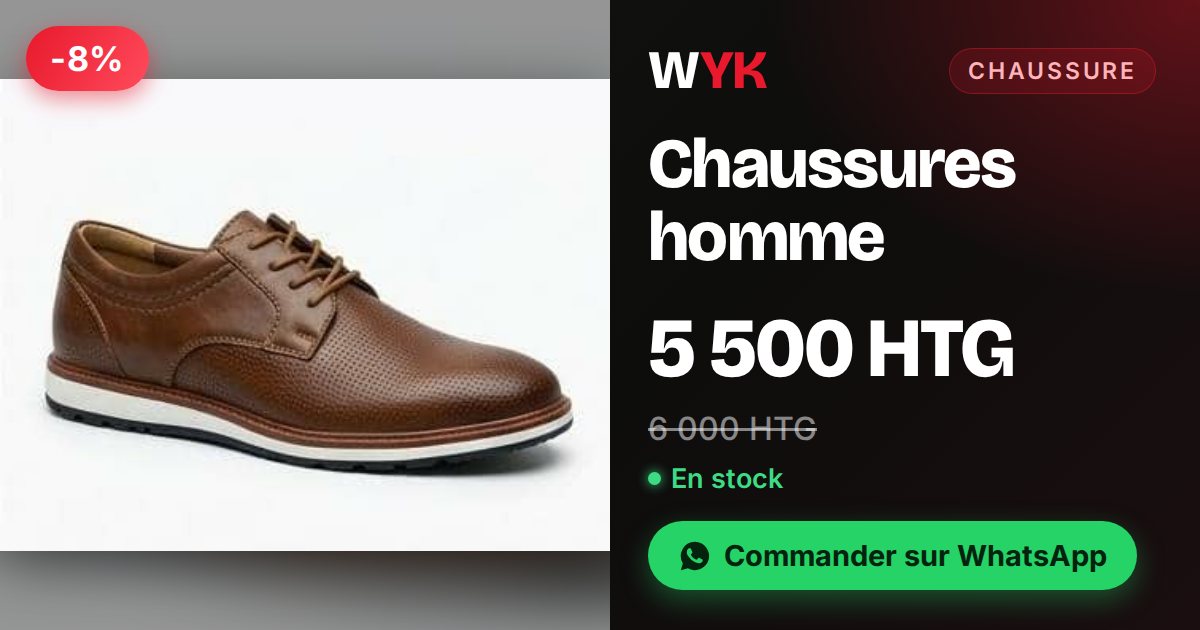 -8%
WYK
CHAUSSURE
Chaussures
homme
5 500 HTG
6 000 HTG
En stock
Commander sur WhatsApp